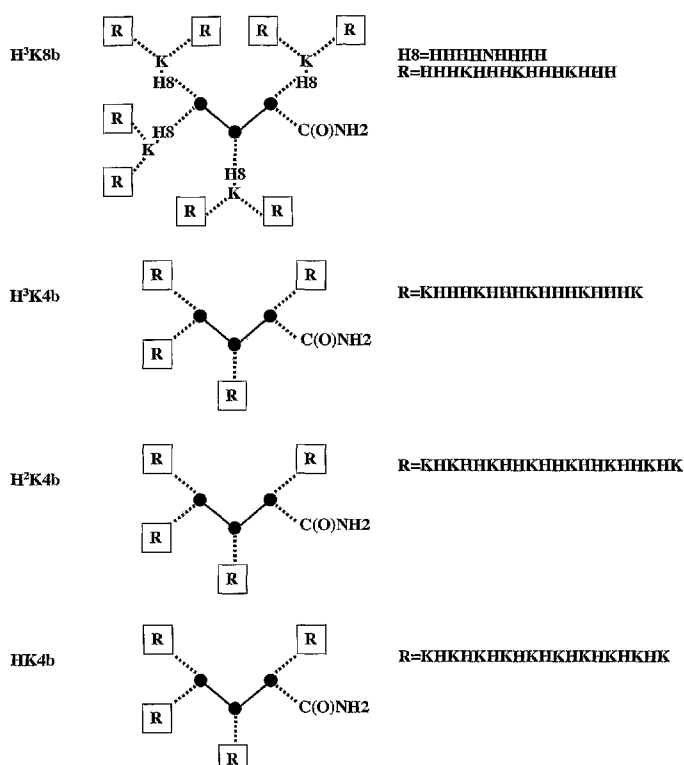 R R R R
H³K8b
K K
H8 H8
H8=HHHHNHHHH
R=HHHKHHHKHHHKHHH
R
H8
K
C(O)NH2
R
H8
K
R R
R R
H³K4b
R=KHHHKHHHKHHHKHHHK
C(O)NH2
R
R
R R
H²K4b
R=KHKHHKHHKHHKHHKHHKHK
C(O)NH2
R
R
R R
HK4b
R=KHKHKHKHKHKHKHKHKHK
C(O)NH2
R
R